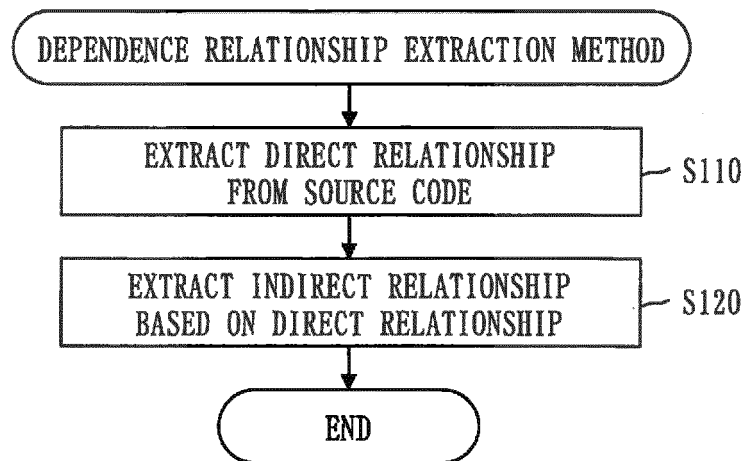 DEPENDENCE RELATIONSHIP EXTRACTION METHOD
EXTRACT DIRECT RELATIONSHIP
FROM SOURCE CODE
S110
EXTRACT INDIRECT RELATIONSHIP
BASED ON DIRECT RELATIONSHIP
S120
END